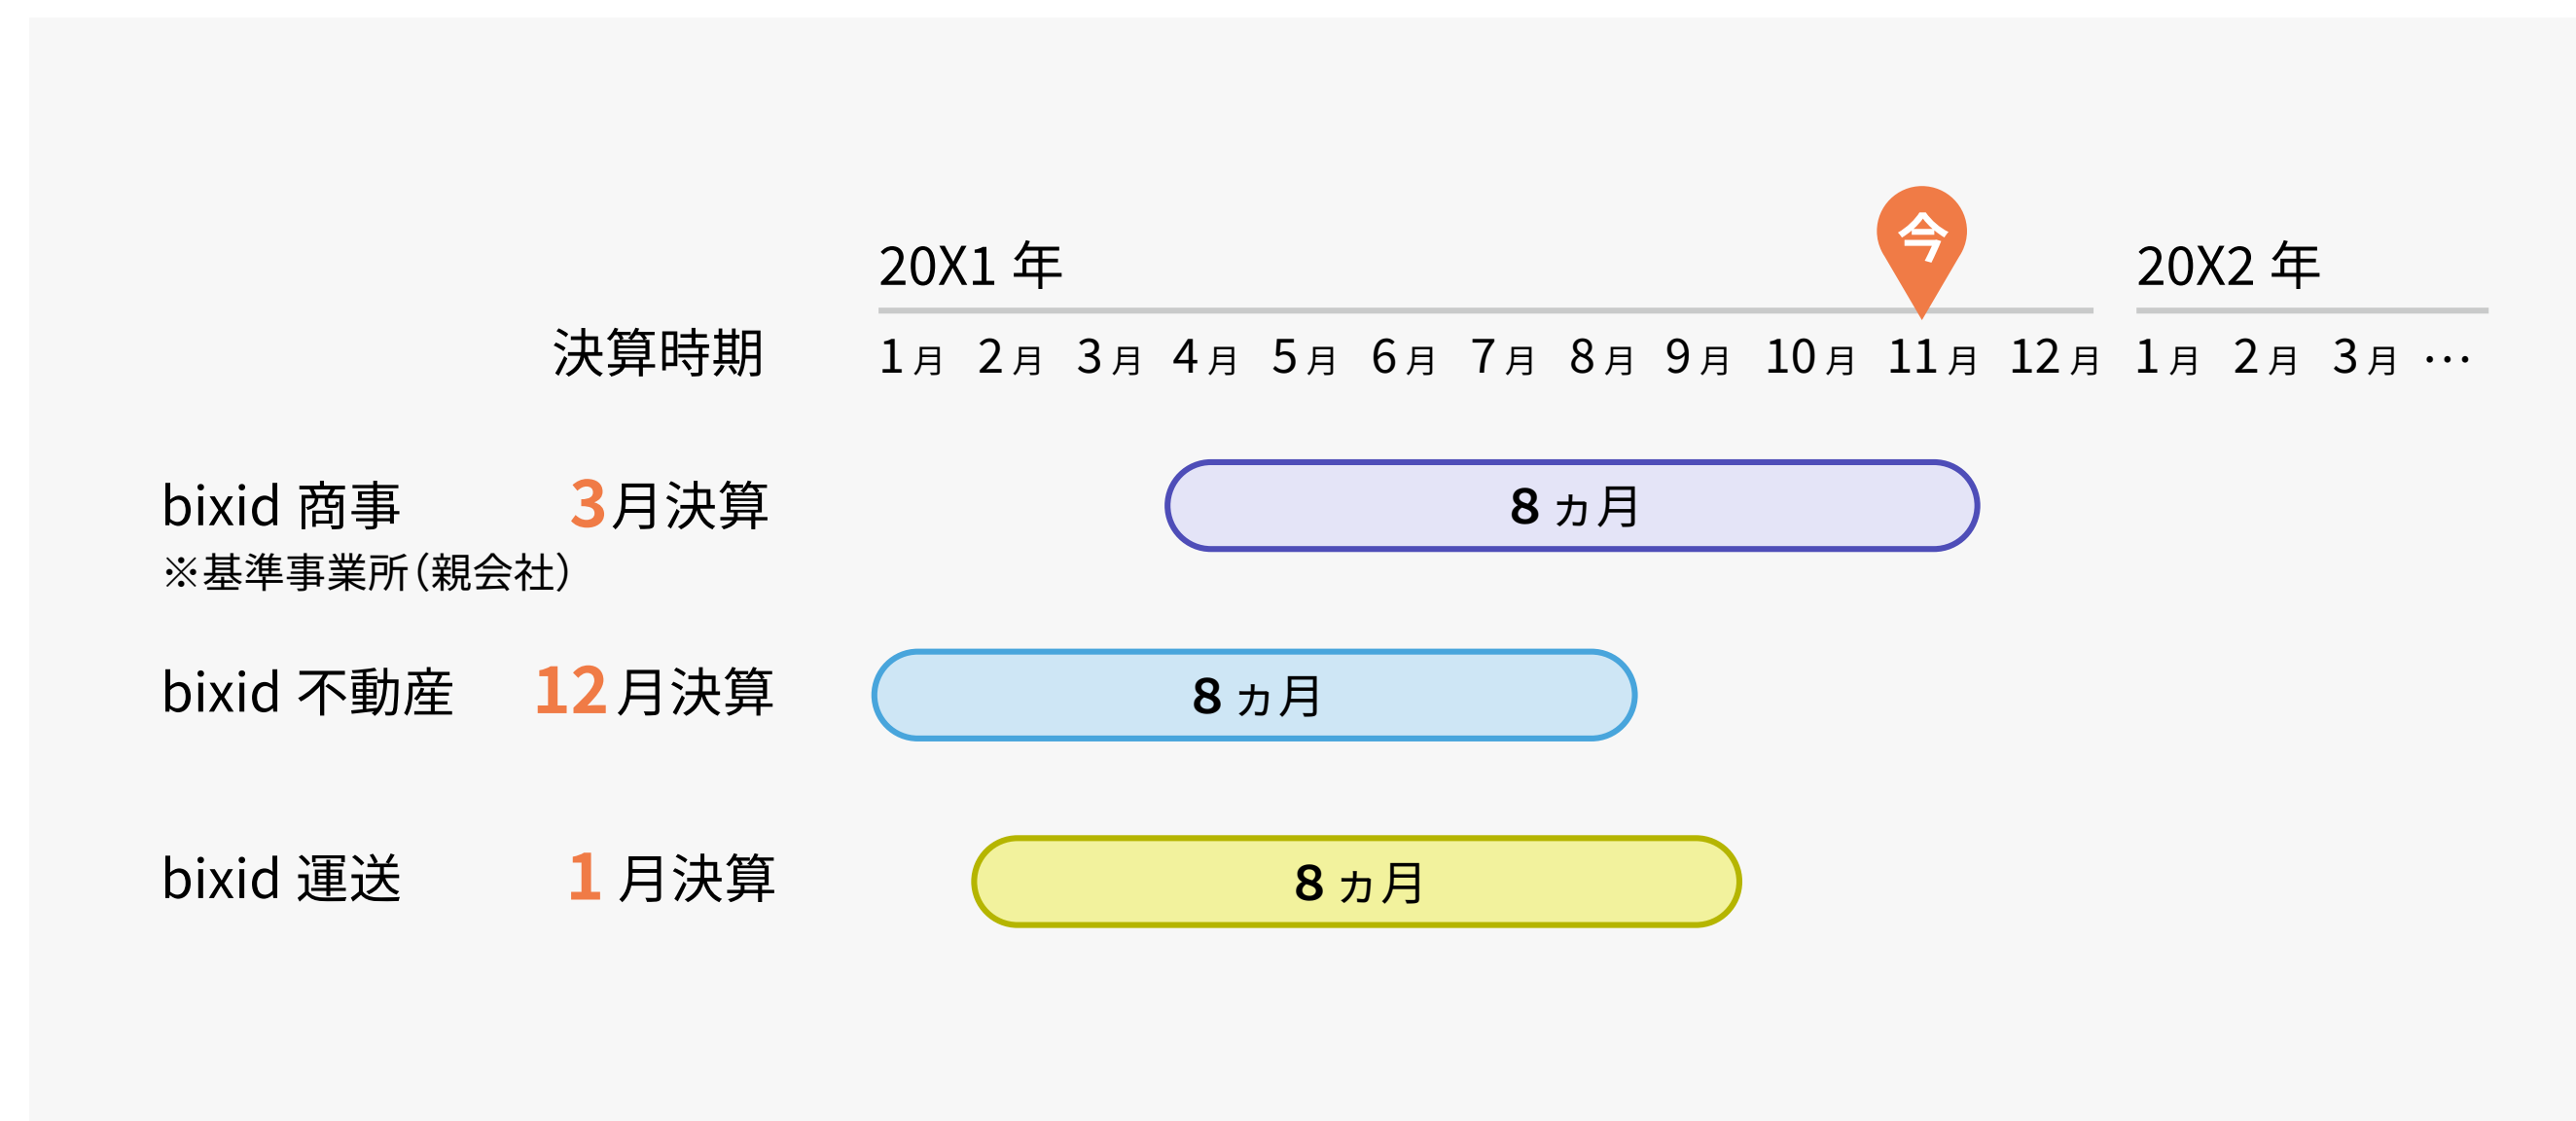 今
20X1 年
20X2 年
決算時期
1月 2月 3月 4月 5月 6月 7月 8月 9月 10月 11月 12月 1月 2月 3月 …
bixid 商事 3月決算 8 ヵ月
※基準事業所(親会社)
bixid 不動産 12月決算 8 ヵ月
bixid 運送 1月決算 8 ヵ月